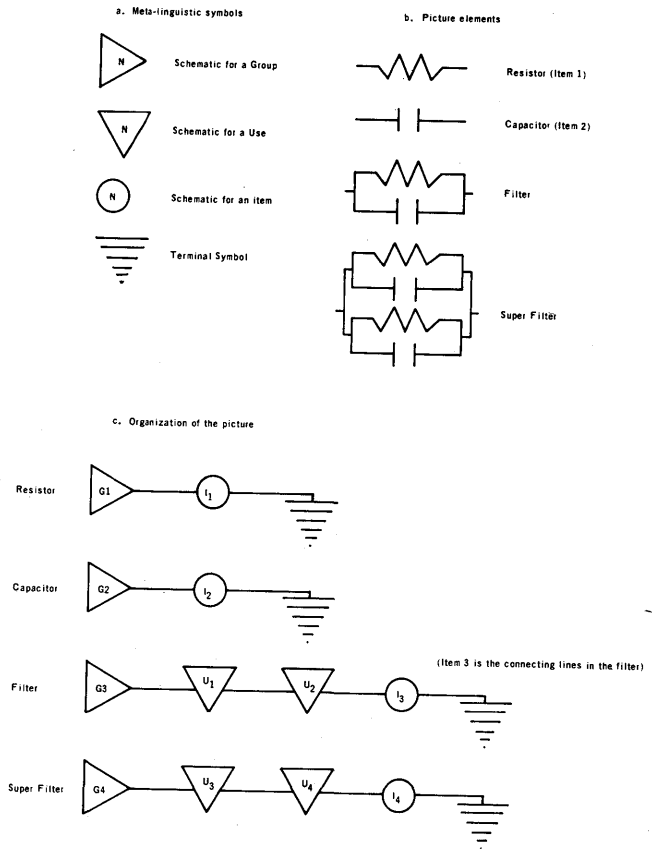 a. Meta-linguistic symbols
N Schematic for a Group
N Schematic for a Use
N Schematic for an item
Terminal Symbol
b. Picture elements
Resistor (Item 1)
Capacitor (Item 2)
Filter
Super Filter
c. Organization of the picture
Resistor G1 I1
Capacitor G2 I2
(Item 3 is the connecting lines in the filter)
Filter G3 U1 U2 I3
Super Filter G4 U3 U4 I4